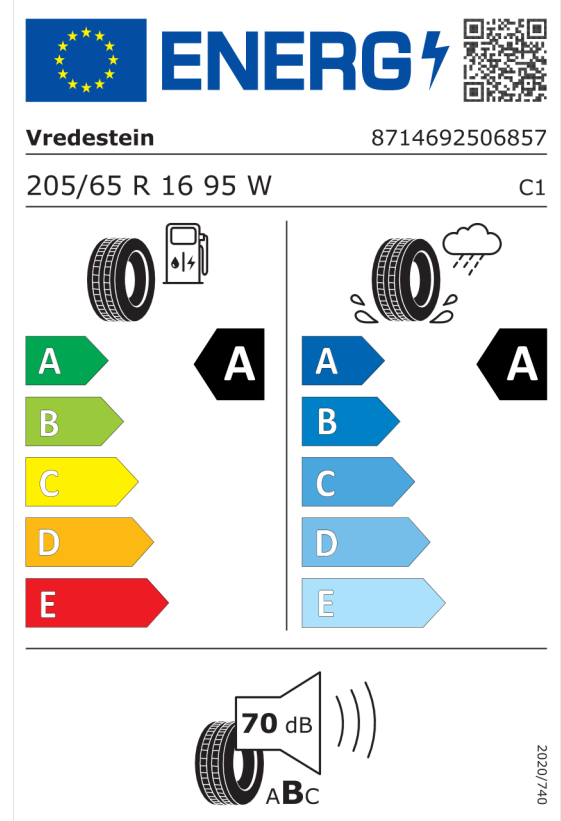 ENERG
Vredestein 8714692506857
205/65 R 16 95 W C1
A A
B
C
D
E
A A
B
C
D
E
70 dB
ABC
2020/740